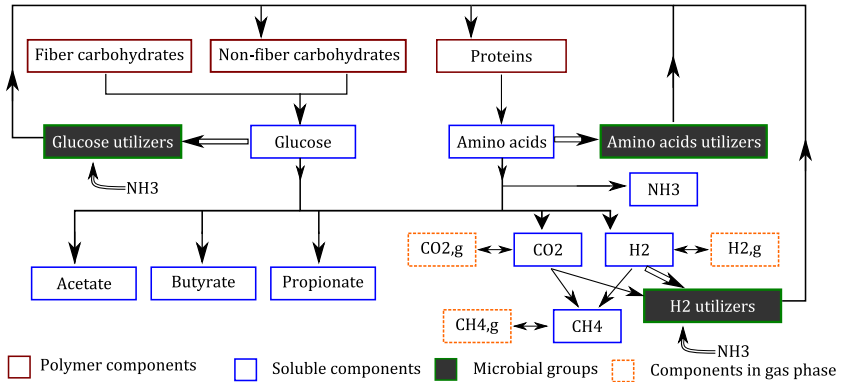 Fiber carbohydrates
Non-fiber carbohydrates
Proteins
Glucose utilizers
Glucose
Amino acids
Amino acids utilizers
NH3
NH3
CO2,g
CO2
H2
H2,g
Acetate
Butyrate
Propionate
H2 utilizers
CH4,g
CH4
NH3
Polymer components
Soluble components
Microbial groups
Components in gas phase